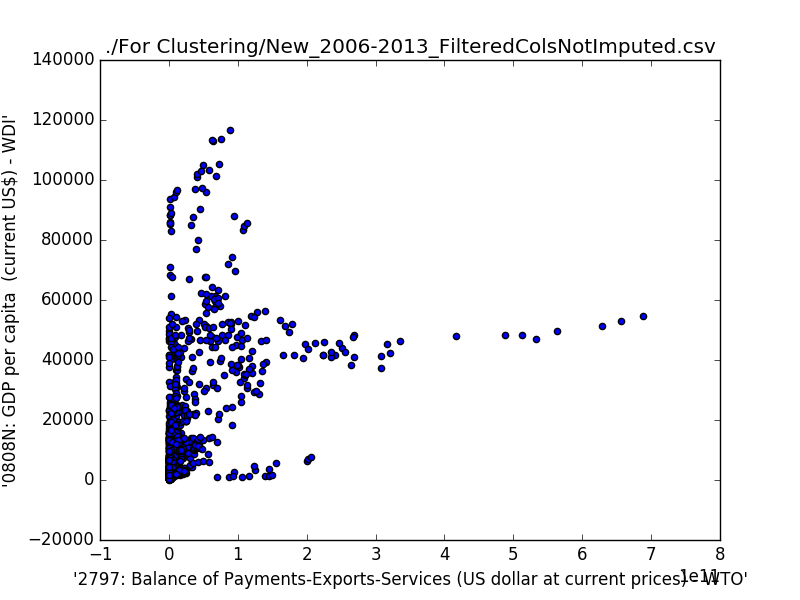 ./For Clustering/New_2006-2013_FilteredColsNotImputed.csv
140000
120000
100000
80000
60000
40000
20000
0
−20000
'0808N: GDP per capita  (current US$) - WDI'
−1 0 1 2 3 4 5 6 7 8
1e11
'2797: Balance of Payments-Exports-Services (US dollar at current prices) - WTO'